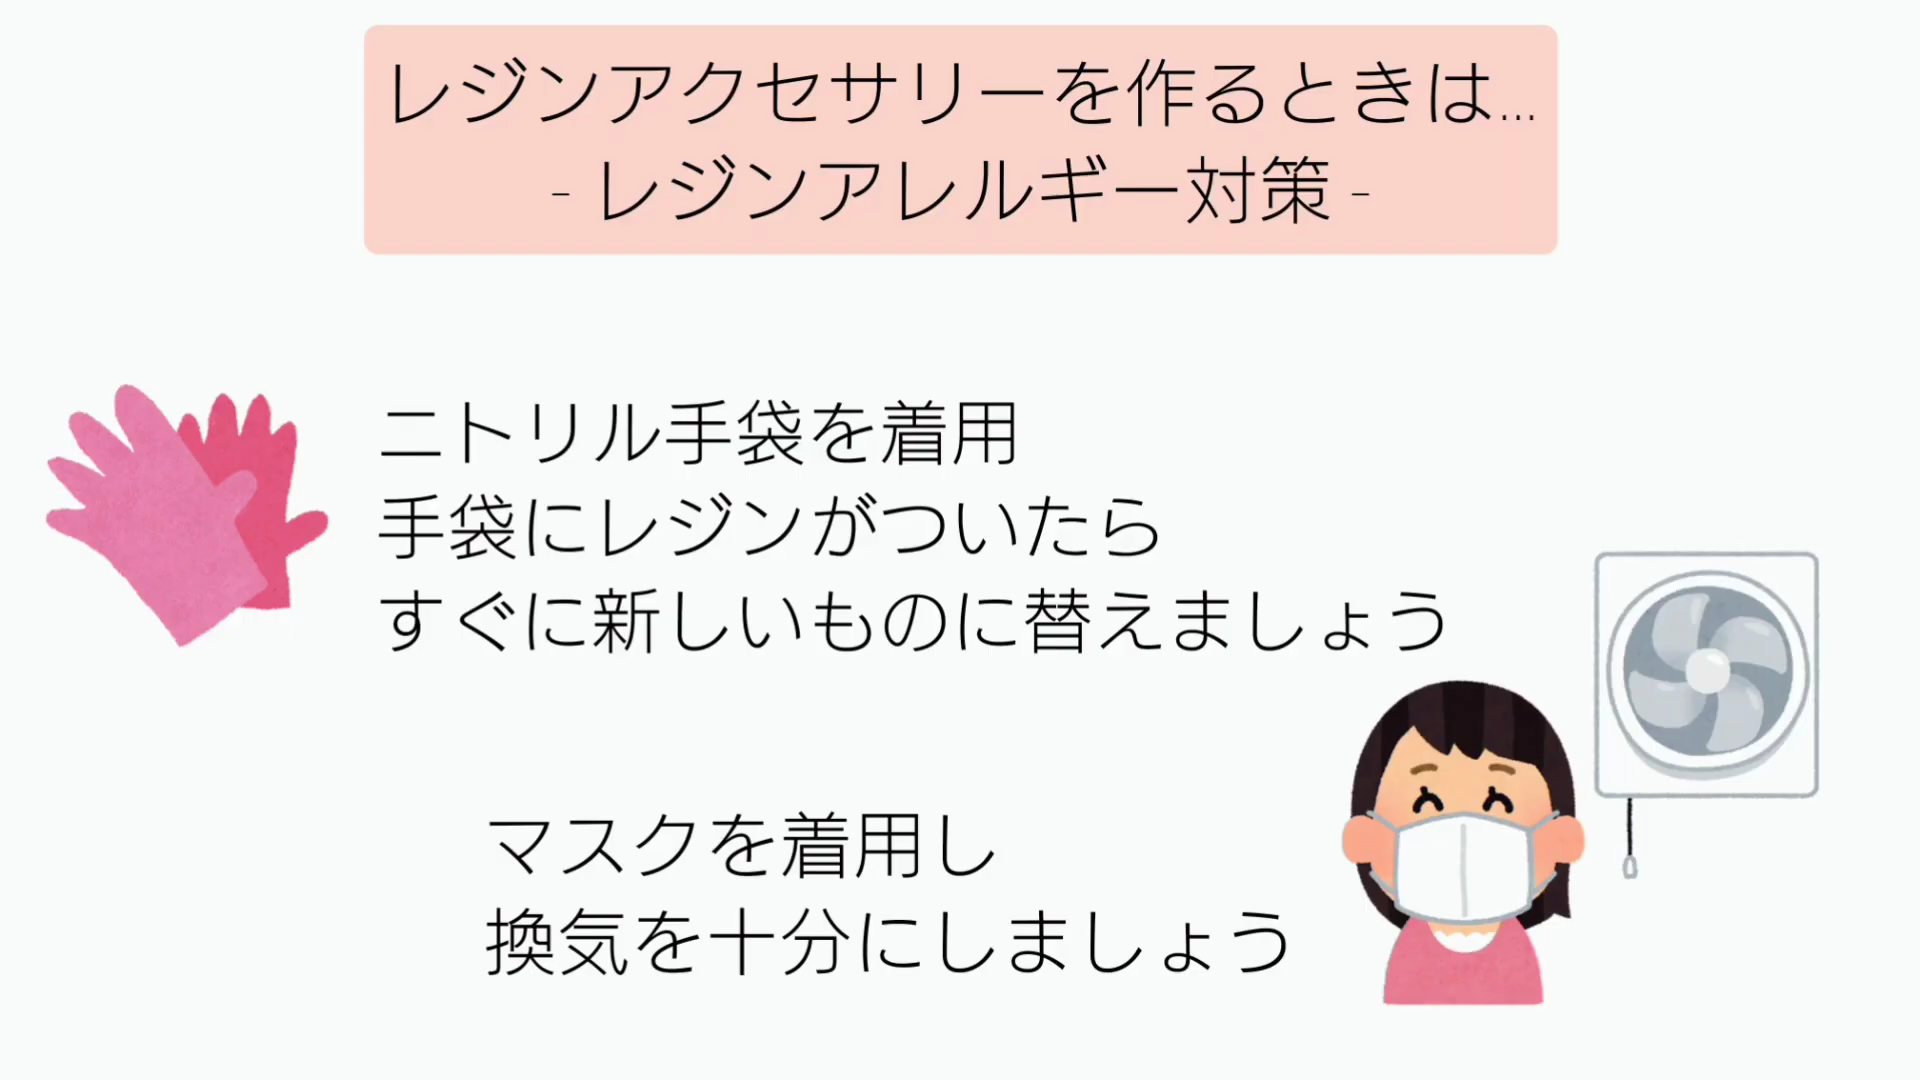 レジンアクセサリーを作るときは...
- レジンアレルギー対策 -
ニトリル手袋を着用
手袋にレジンがついたら
すぐに新しいものに替えましょう
マスクを着用し
換気を十分にしましょう